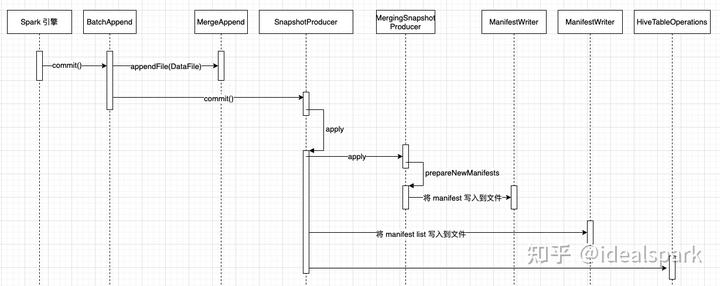 Spark 引擎
BatchAppend
MergeAppend
SnapshotProducer
MergingSnapshot
Producer
ManifestWriter
ManifestWriter
HiveTableOperations
commit()
appendFile(DataFile)
commit()
apply
apply
prepareNewManifests
将 manifest 写入到文件
将 manifest list 写入到文件
知乎 @idealspark